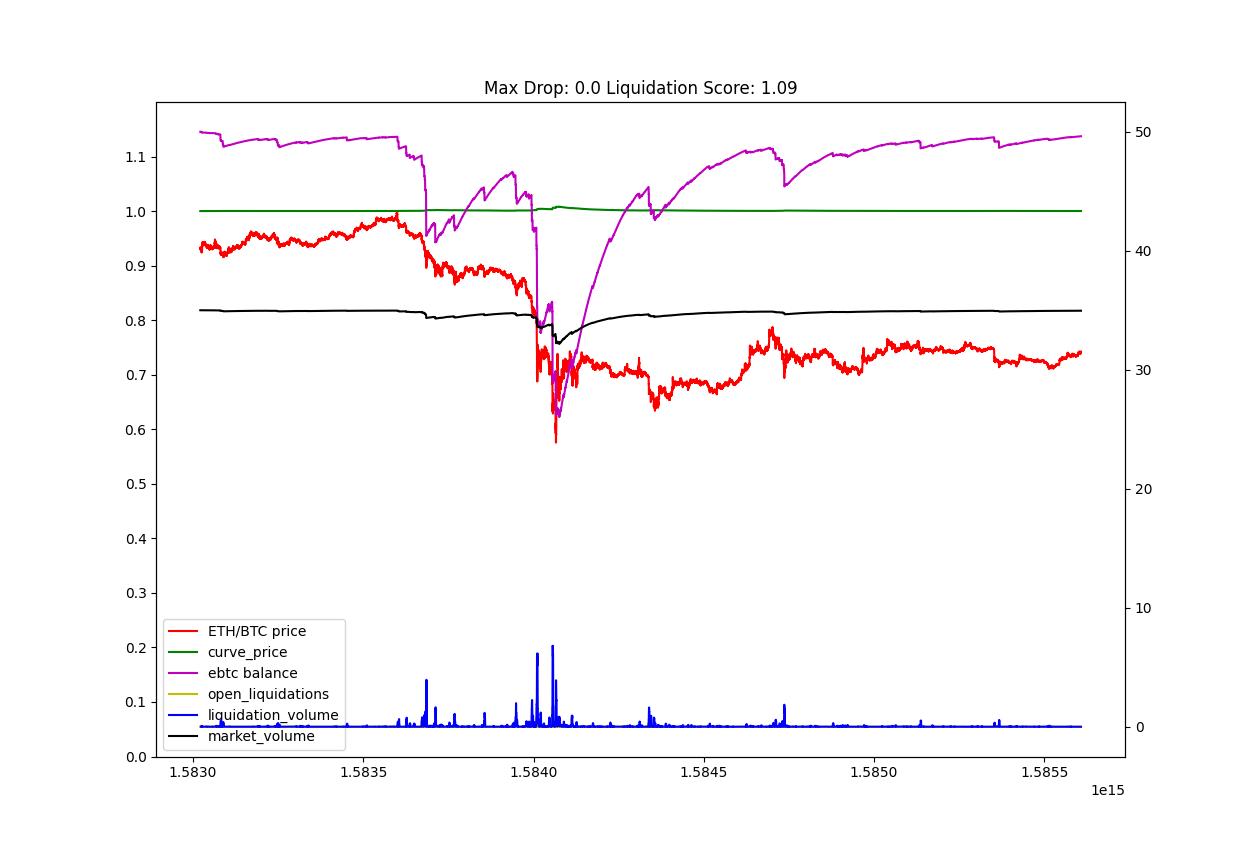 Max Drop: 0.0 Liquidation Score: 1.09
1.1
1.0
0.9
0.8
0.7
0.6
0.5
0.4
0.3
0.2
0.1
0.0
50
40
30
20
10
0
ETH/BTC price
curve_price
ebtc balance
open_liquidations
liquidation_volume
market_volume
1.5830 1.5835 1.5840 1.5845 1.5850 1.5855
1e15